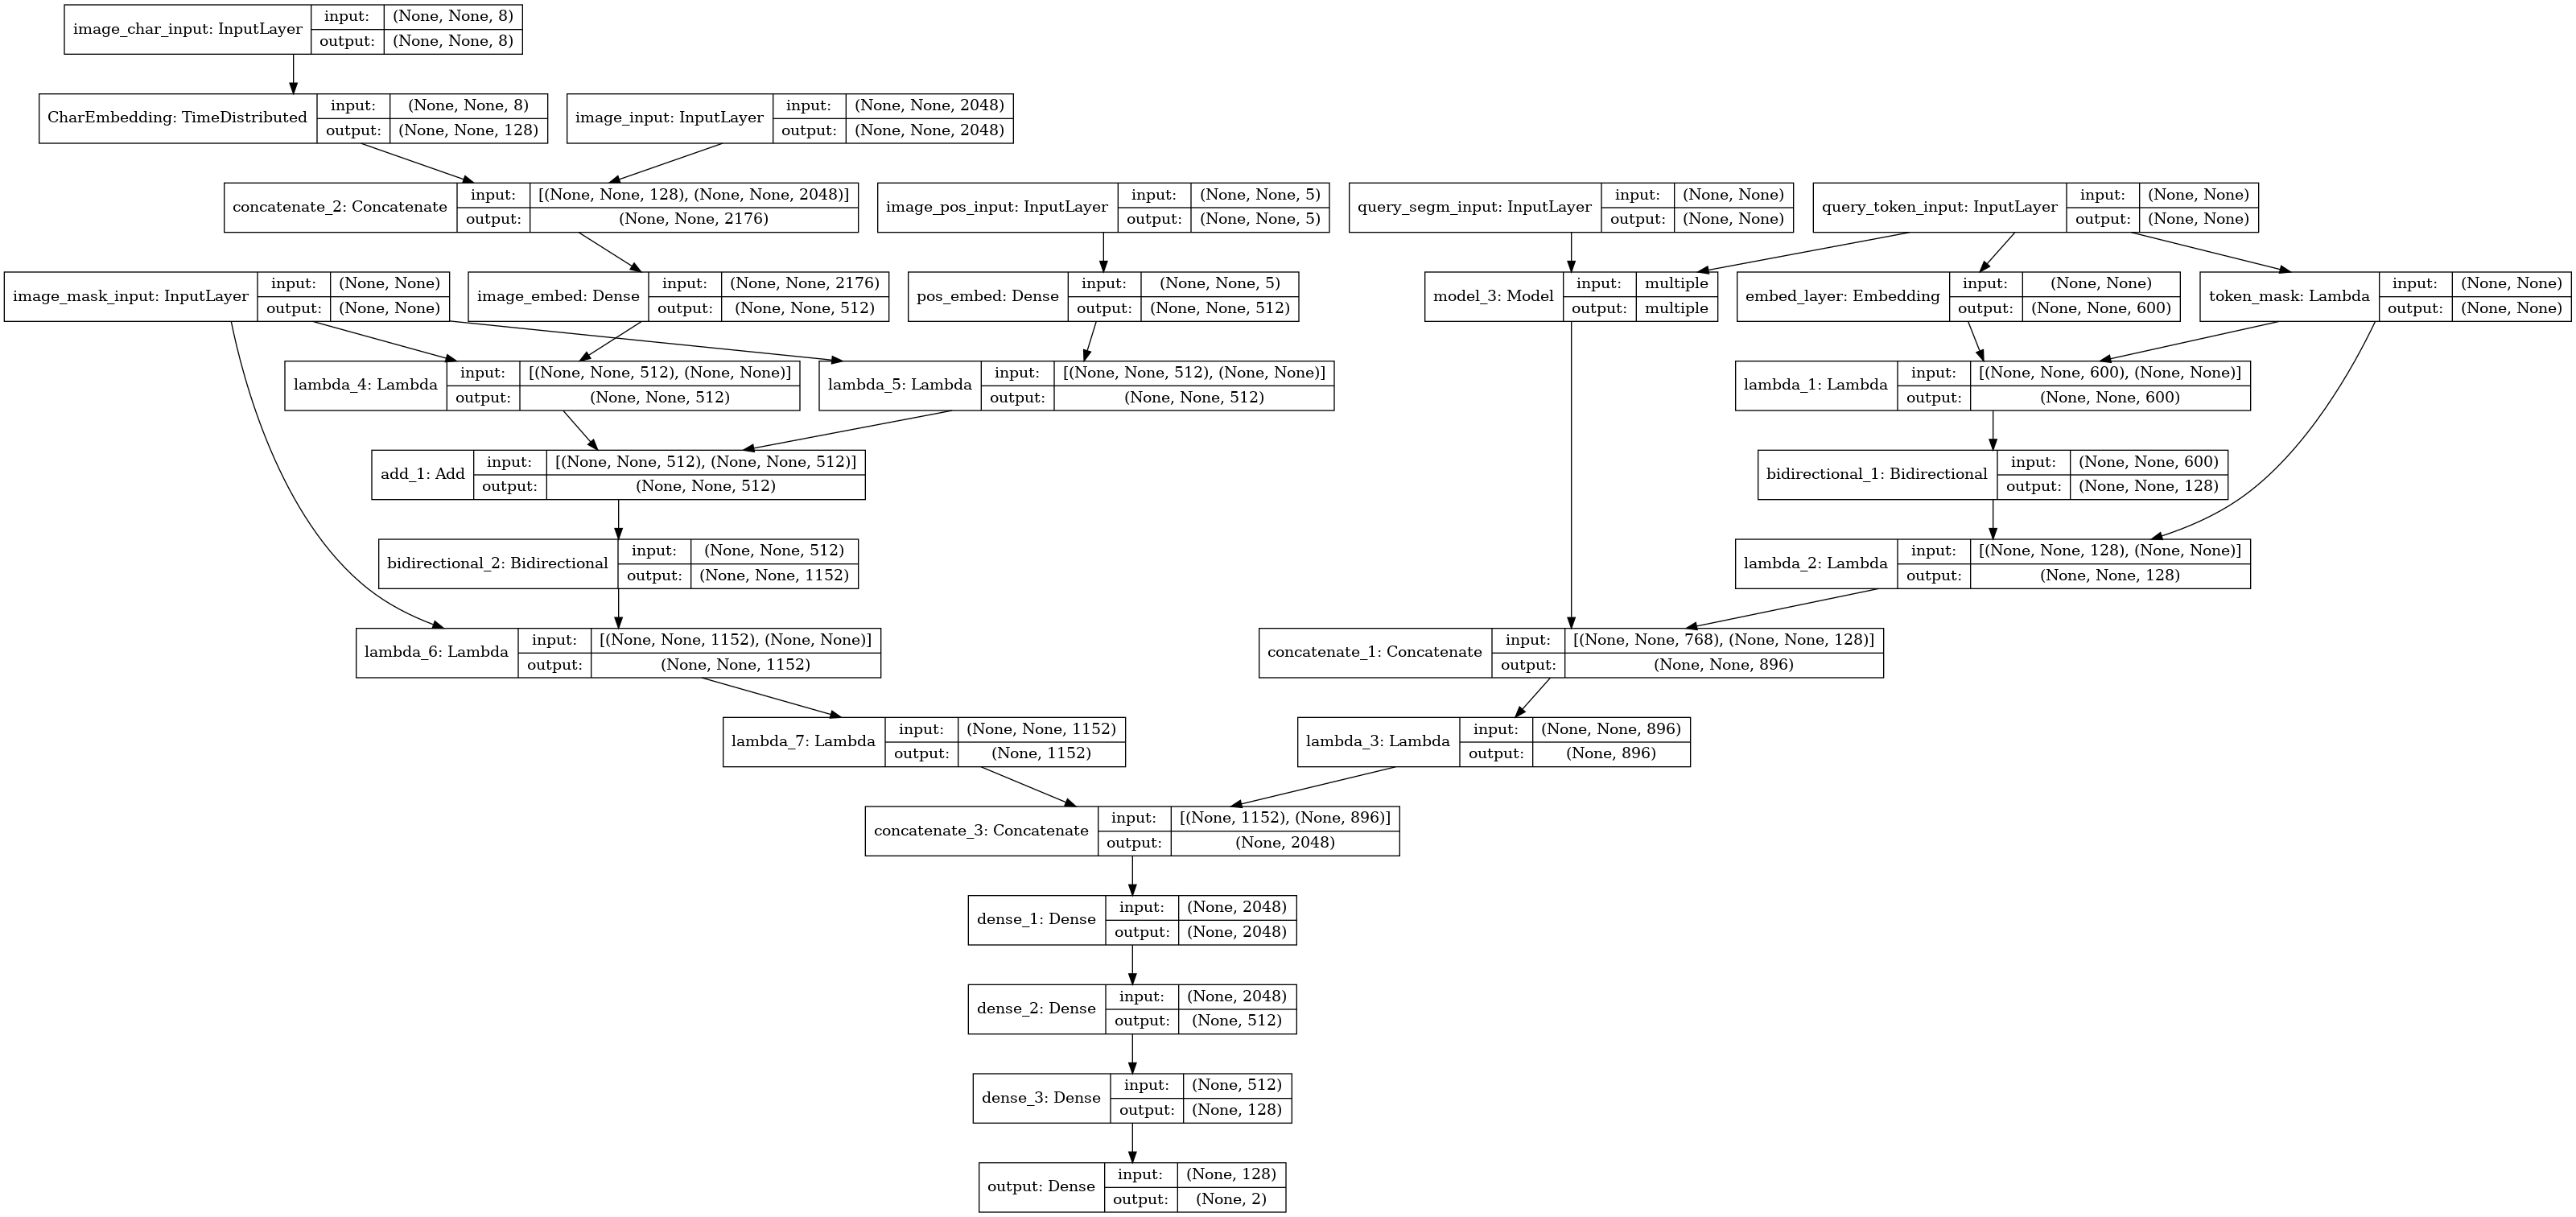 image_char_input: InputLayer input: (None, None, 8)
output: (None, None, 8)
CharEmbedding: TimeDistributed input: (None, None, 8)
output: (None, None, 128)
image_input: InputLayer input: (None, None, 2048)
output: (None, None, 2048)
concatenate_2: Concatenate input: [(None, None, 128), (None, None, 2048)]
output: (None, None, 2176)
image_pos_input: InputLayer input: (None, None, 5)
output: (None, None, 5)
query_segm_input: InputLayer input: (None, None)
output: (None, None)
query_token_input: InputLayer input: (None, None)
output: (None, None)
image_mask_input: InputLayer input: (None, None)
output: (None, None)
image_embed: Dense input: (None, None, 2176)
output: (None, None, 512)
pos_embed: Dense input: (None, None, 5)
output: (None, None, 512)
model_3: Model input: multiple
output: multiple
embed_layer: Embedding input: (None, None)
output: (None, None, 600)
token_mask: Lambda input: (None, None)
output: (None, None)
lambda_4: Lambda input: [(None, None, 512), (None, None)]
output: (None, None, 512)
lambda_5: Lambda input: [(None, None, 512), (None, None)]
output: (None, None, 512)
lambda_1: Lambda input: [(None, None, 600), (None, None)]
output: (None, None, 600)
add_1: Add input: [(None, None, 512), (None, None, 512)]
output: (None, None, 512)
bidirectional_1: Bidirectional input: (None, None, 600)
output: (None, None, 128)
bidirectional_2: Bidirectional input: (None, None, 512)
output: (None, None, 1152)
lambda_2: Lambda input: [(None, None, 128), (None, None)]
output: (None, None, 128)
lambda_6: Lambda input: [(None, None, 1152), (None, None)]
output: (None, None, 1152)
concatenate_1: Concatenate input: [(None, None, 768), (None, None, 128)]
output: (None, None, 896)
lambda_7: Lambda input: (None, None, 1152)
output: (None, 1152)
lambda_3: Lambda input: (None, None, 896)
output: (None, 896)
concatenate_3: Concatenate input: [(None, 1152), (None, 896)]
output: (None, 2048)
dense_1: Dense input: (None, 2048)
output: (None, 2048)
dense_2: Dense input: (None, 2048)
output: (None, 512)
dense_3: Dense input: (None, 512)
output: (None, 128)
output: Dense input: (None, 128)
output: (None, 2)